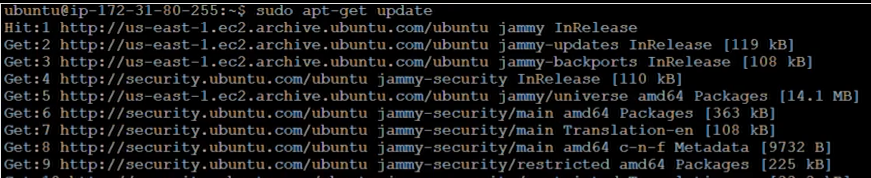 ubuntu@ip-172-31-80-255:~$ sudo apt-get update
Hit:1 http://us-east-1.ec2.archive.ubuntu.com/ubuntu jammy InRelease
Get:2 http://us-east-1.ec2.archive.ubuntu.com/ubuntu jammy-updates InRelease [119 kB]
Get:3 http://us-east-1.ec2.archive.ubuntu.com/ubuntu jammy-backports InRelease [108 kB]
Get:4 http://security.ubuntu.com/ubuntu jammy-security InRelease [110 kB]
Get:5 http://us-east-1.ec2.archive.ubuntu.com/ubuntu jammy/universe amd64 Packages [14.1 MB]
Get:6 http://security.ubuntu.com/ubuntu jammy-security/main amd64 Packages [363 kB]
Get:7 http://security.ubuntu.com/ubuntu jammy-security/main Translation-en [108 kB]
Get:8 http://security.ubuntu.com/ubuntu jammy-security/main amd64 c-n-f Metadata [9732 B]
Get:9 http://security.ubuntu.com/ubuntu jammy-security/restricted amd64 Packages [225 kB]